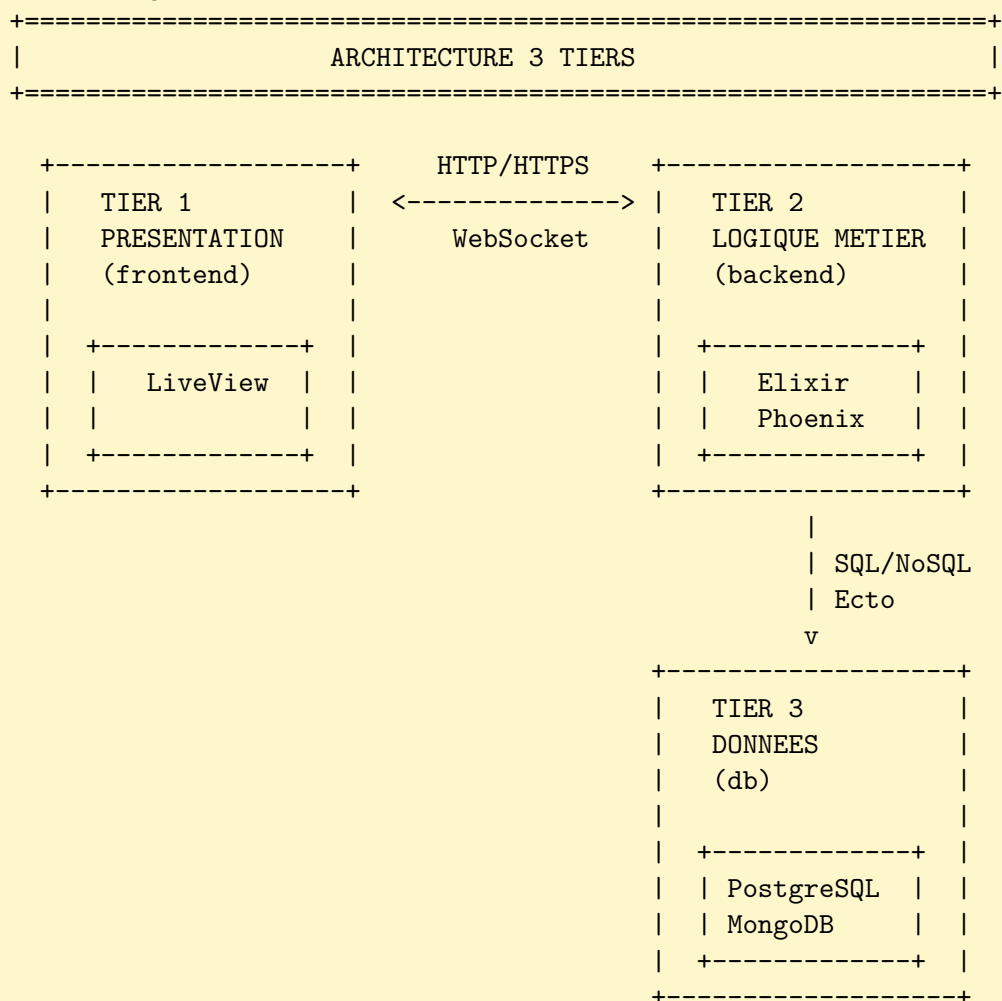 ARCHITECTURE 3 TIERS
HTTP/HTTPS
TIER 1 <--------------> TIER 2
PRESENTATION WebSocket LOGIQUE METIER
(frontend) (backend)
LiveView Elixir
Phoenix
SQL/NoSQL
Ecto
v
TIER 3
DONNEES
(db)
PostgreSQL
MongoDB